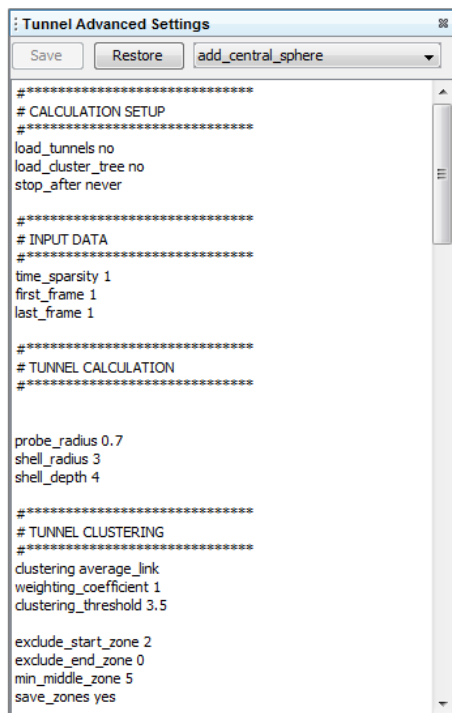 Tunnel Advanced Settings
Save Restore add_central_sphere
#*****************************
# CALCULATION SETUP
#*****************************
load_tunnels no
load_cluster_tree no
stop_after never
#*****************************
# INPUT DATA
#*****************************
time_sparsity 1
first_frame 1
last_frame 1
#*****************************
# TUNNEL CALCULATION
#*****************************
probe_radius 0.7
shell_radius 3
shell_depth 4
#*****************************
# TUNNEL CLUSTERING
#*****************************
clustering average_link
weighting_coefficient 1
clustering_threshold 3.5
exclude_start_zone 2
exclude_end_zone 0
min_middle_zone 5
save_zones yes